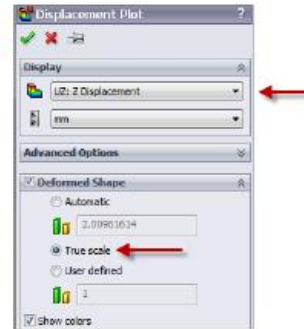 Displacement Plot ?
Display
UZ: Z Displacement
mm
Advanced Options
Deformed Shape
Automatic
2.00961634
True scale
User defined
1
Show colors